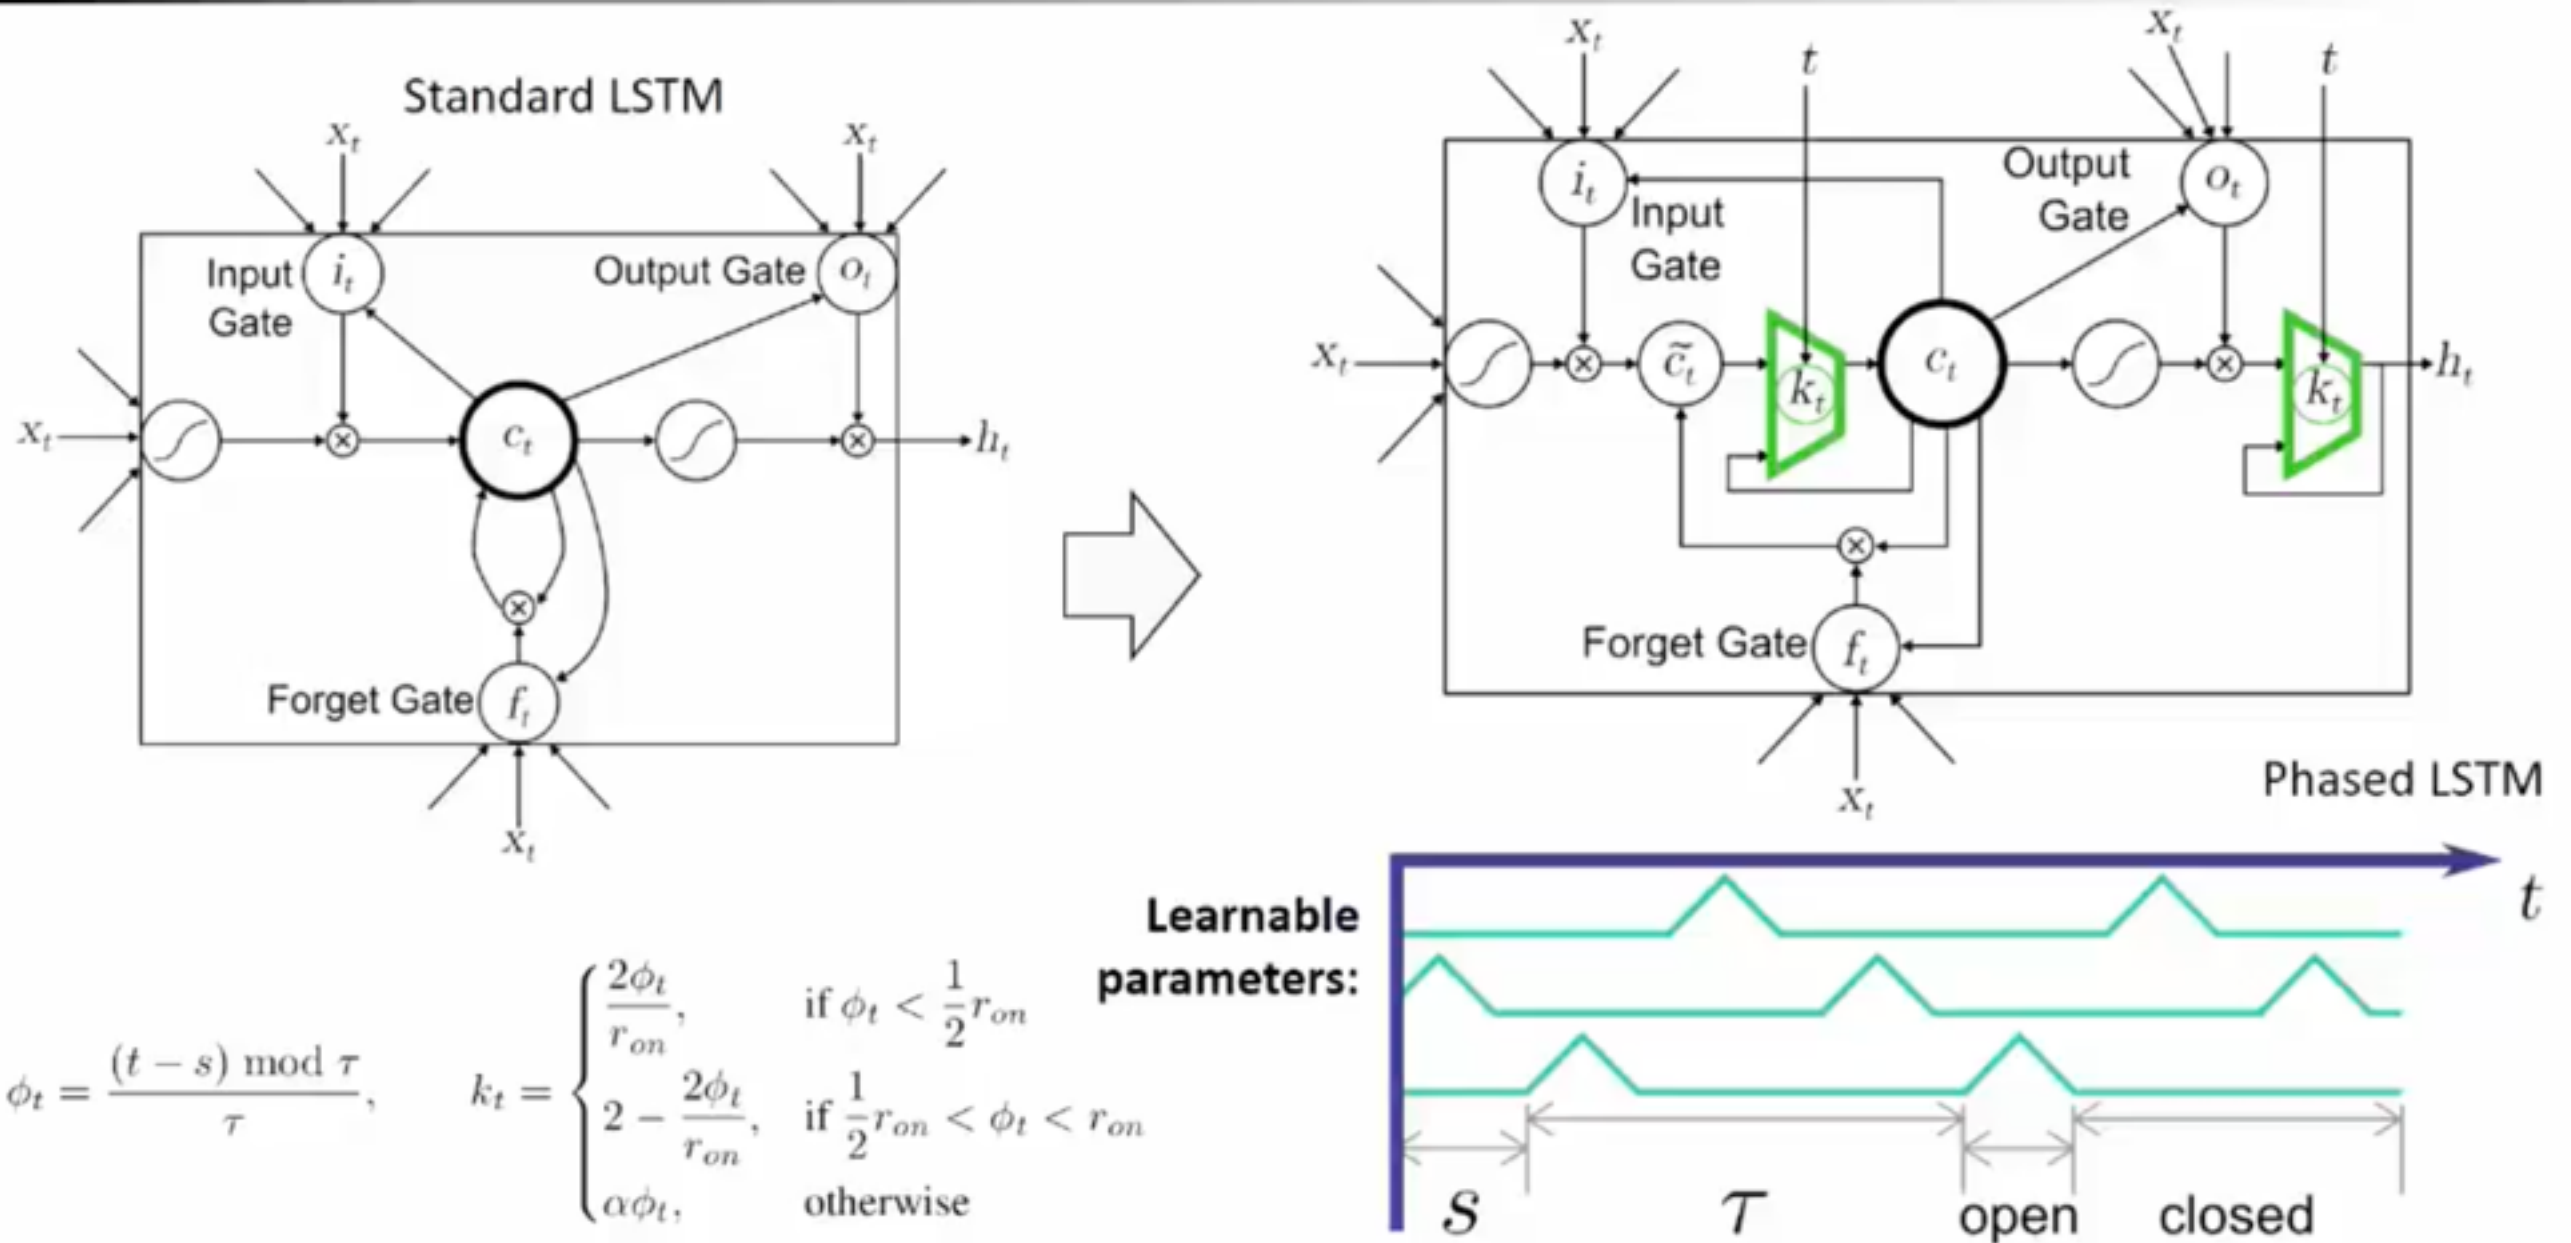 Standard LSTM
x_t
x_t
Input
Gate
i_t
Output Gate
o_t
x_t
c_t
h_t
Forget Gate
f_t
x_t
x_t
t
x_t
t
i_t
Input
Gate
Output
Gate
o_t
x_t
c̃_t
k_t
c_t
k_t
h_t
Forget Gate
f_t
x_t
Phased LSTM
ϕ_t = (t − s) mod τ / τ,
k_t = { 2ϕ_t / r_on, if ϕ_t < 1/2 r_on
2 − 2ϕ_t / r_on, if 1/2 r_on < ϕ_t < r_on
αϕ_t, otherwise
Learnable
parameters:
t
s
τ
open
closed